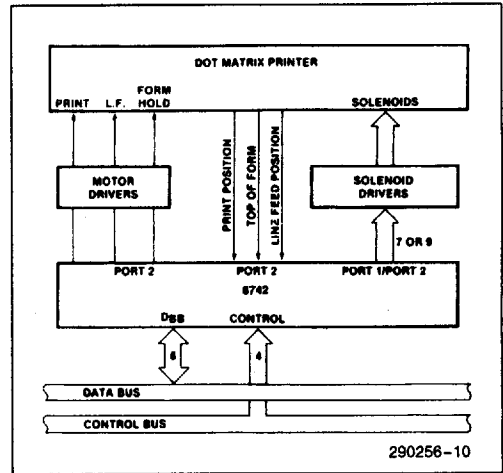 DOT MATRIX PRINTER
PRINT
L.F.
FORM
HOLD
SOLENOIDS
PRINT POSITION
TOP OF FORM
LINE FEED POSITION
MOTOR
DRIVERS
SOLENOID
DRIVERS
7 OR 9
PORT 2
PORT 2
PORT 1/PORT 2
8742
DBB
CONTROL
8
4
DATA BUS
CONTROL BUS
290256-10